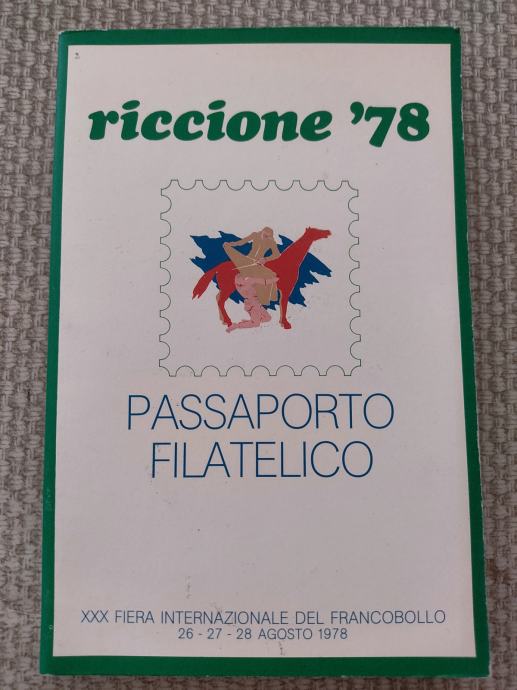 riccione '78
PASSAPORTO
FILATELICO
XXX FIERA INTERNAZIONALE DEL FRANCOBOLLO
26 - 27 - 28 AGOSTO 1978